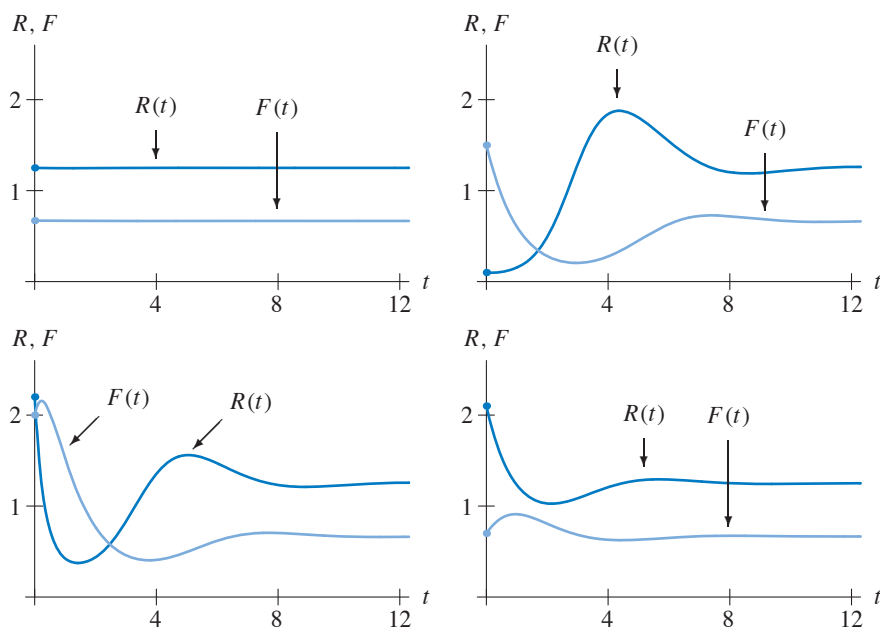 R, F
2
R(t)
F(t)
1
4 8 12 t
R, F
R(t)
2
F(t)
1
4 8 12 t
R, F
2
F(t)
R(t)
1
4 8 12 t
R, F
2
R(t)
F(t)
1
4 8 12 t